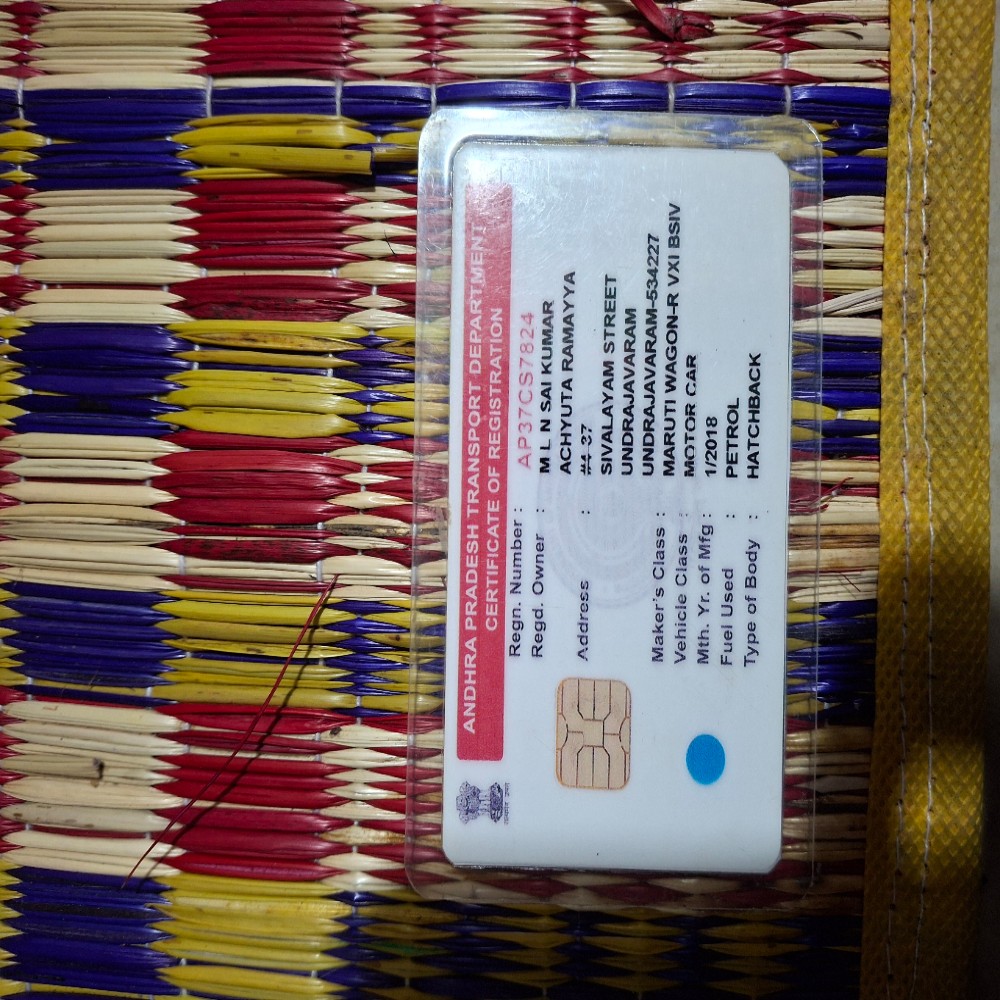 ANDHRA PRADESH TRANSPORT DEPARTMENT
CERTIFICATE OF REGISTRATION
Regn. Number : AP37CS7824
Regd. Owner : M L N SAI KUMAR
ACHYUTA RAMAYYA
Address : #4-37
SIVALAYAM STREET
UNDRAJAVARAM
UNDRAJAVARAM-534227
Maker's Class : MARUTI WAGON-R VXI BSIV
Vehicle Class : MOTOR CAR
Mth. Yr. of Mfg : 1/2018
Fuel Used : PETROL
Type of Body : HATCHBACK